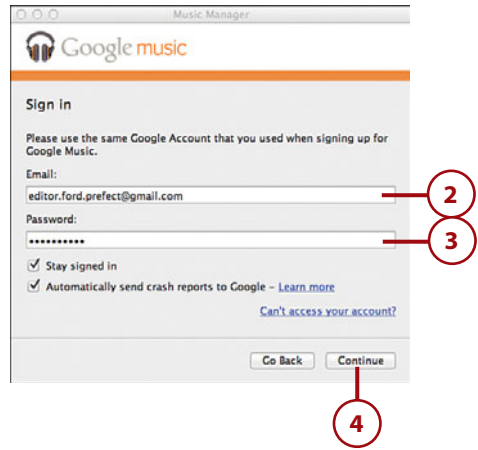 Music Manager
Google music
Sign in
Please use the same Google Account that you used when signing up for
Google Music.
Email:
editor.ford.prefect@gmail.com
2
Password:
••••••••••
3
Stay signed in
Automatically send crash reports to Google – Learn more
Can't access your account?
Go Back
Continue
4